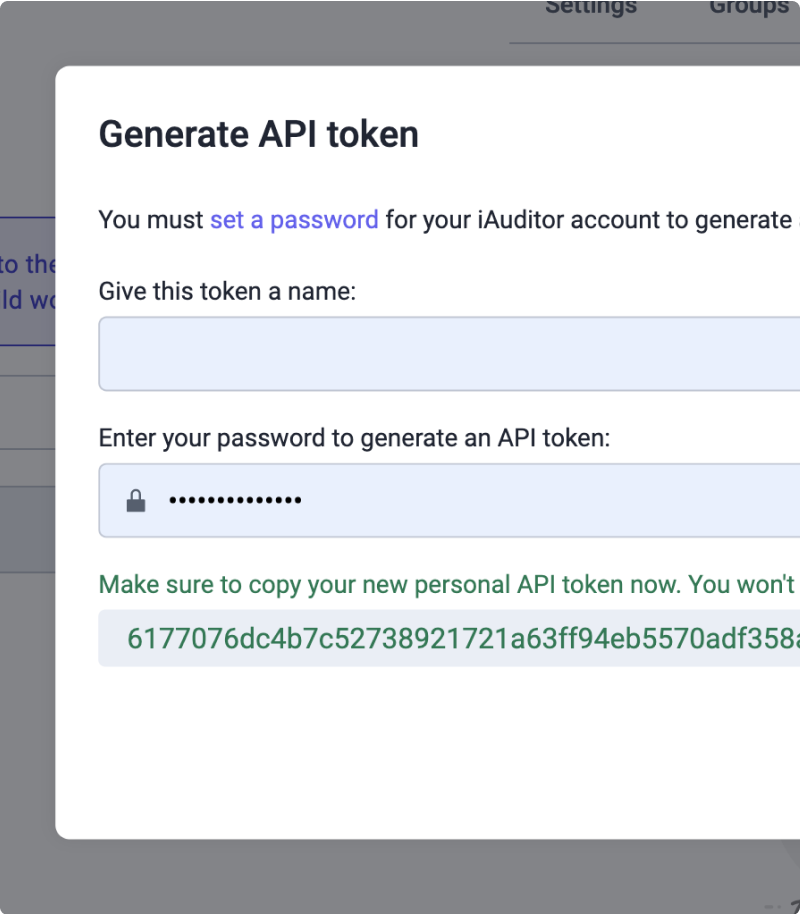 Settings Groups
Generate API token
You must set a password for your iAuditor account to generate
to the
ld wo
Give this token a name:
Enter your password to generate an API token:
••••••••••••••
Make sure to copy your new personal API token now. You won't
6177076dc4b7c52738921721a63ff94eb5570adf358a